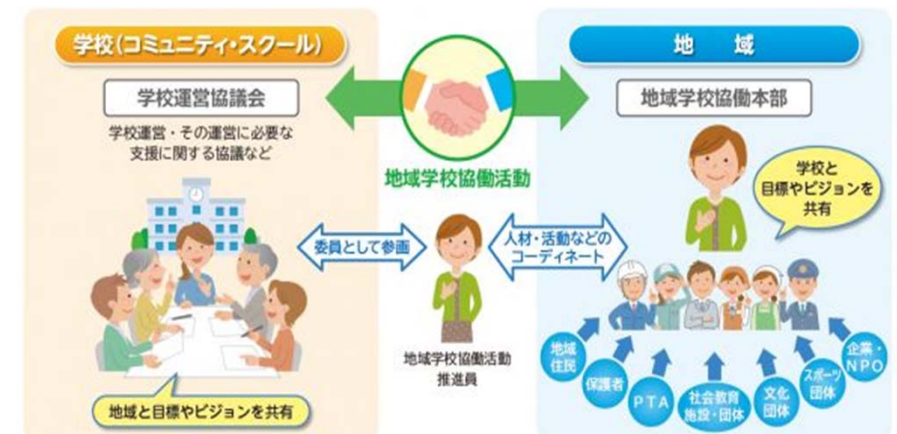 学校(コミュニティ・スクール)
学校運営協議会
学校運営・その運営に必要な
支援に関する協議など
地域と目標やビジョンを共有
地域学校協働活動
委員として参画
人材・活動などの
コーディネート
地域学校協働活動
推進員
地 域
地域学校協働本部
学校と
目標やビジョンを
共有
地域
住民
保護者
PTA
社会教育
施設・団体
文化
団体
スポーツ
団体
企業・
NPO